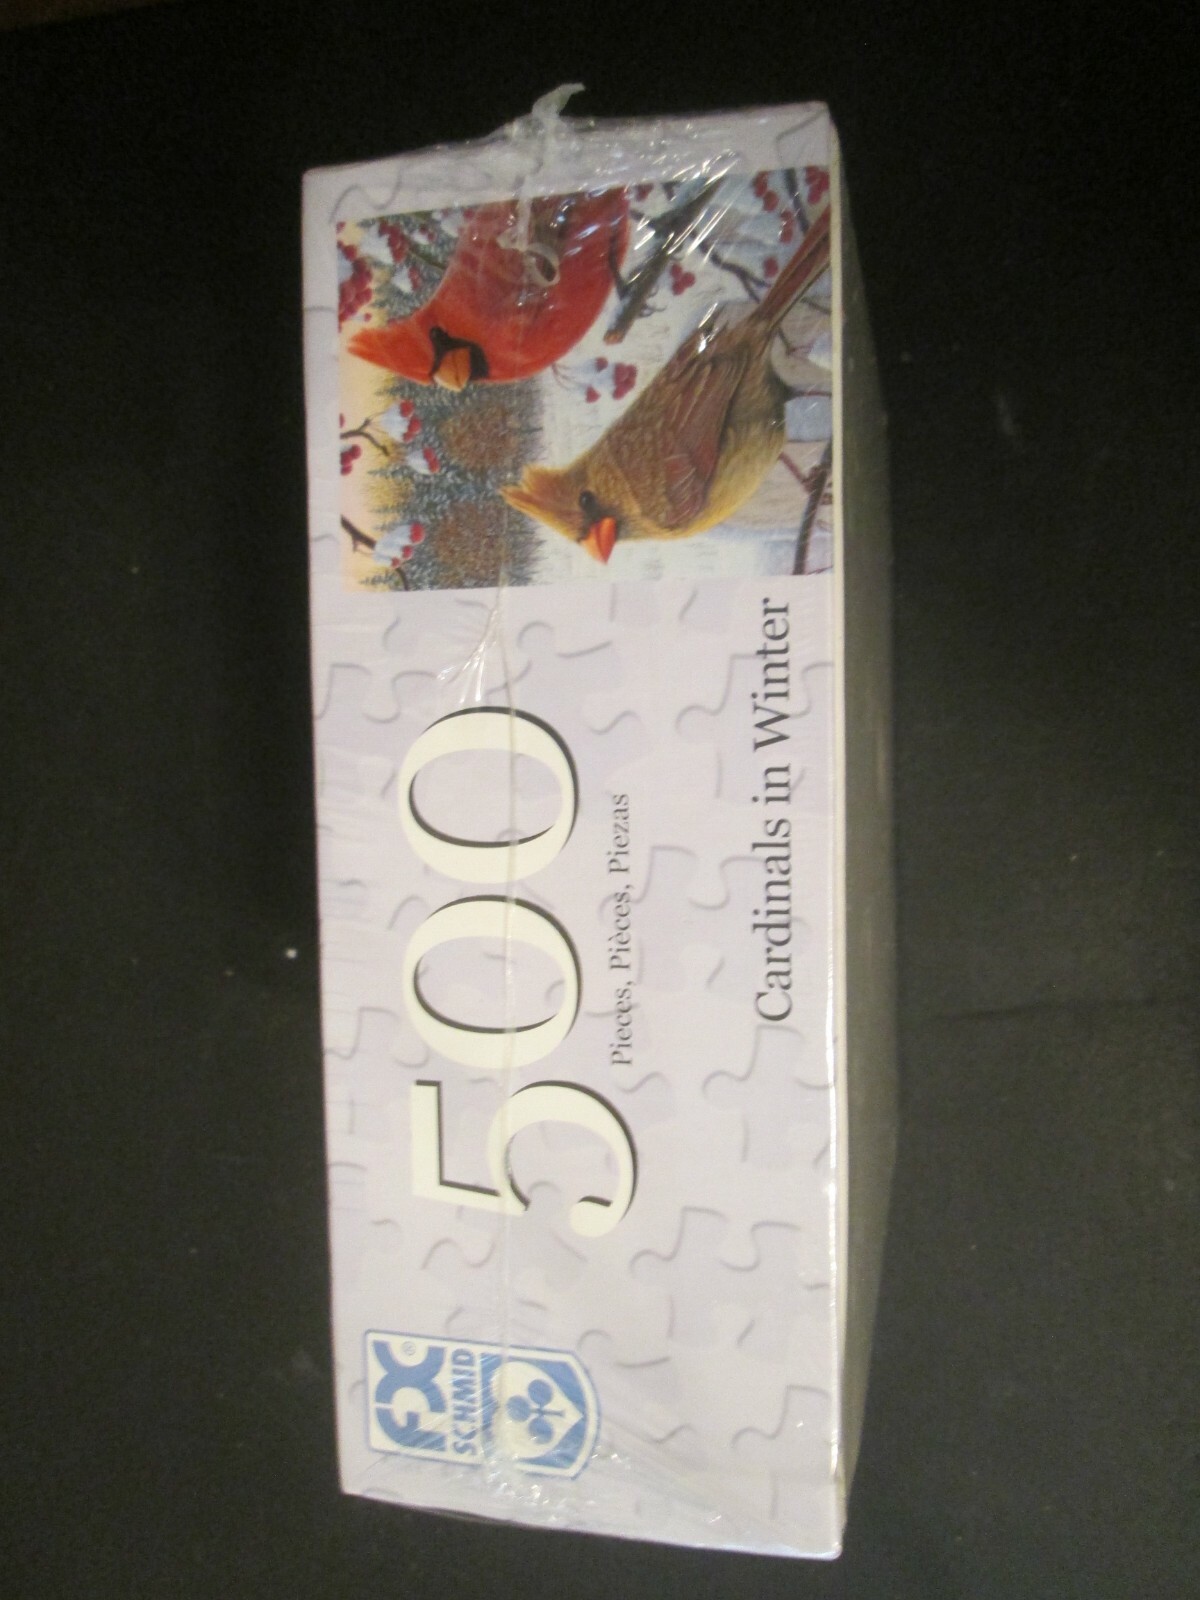 FX®
SCHMID
500
Pieces, Pièces, Piezas
Cardinals in Winter